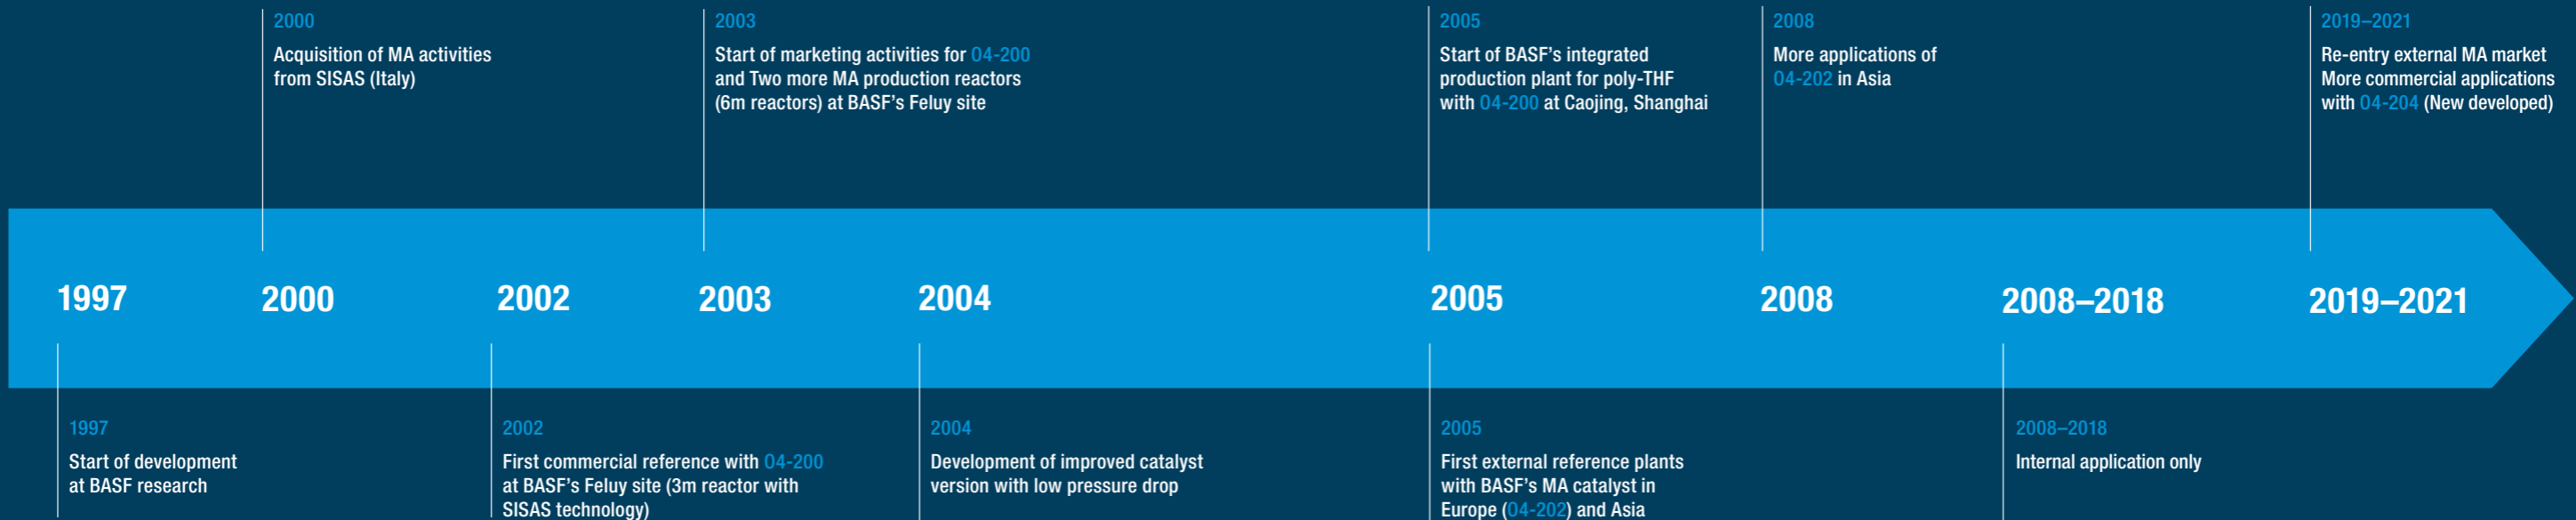 2000
Acquisition of MA activities
from SISAS (Italy)
2003
Start of marketing activities for O4-200
and Two more MA production reactors
(6m reactors) at BASF’s Feluy site
2005
Start of BASF’s integrated
production plant for poly-THF
with O4-200 at Caojing, Shanghai
2008
More applications of
O4-202 in Asia
2019–2021
Re-entry external MA market
More commercial applications
with O4-204 (New developed)
1997
2000
2002
2003
2004
2005
2008
2008–2018
2019–2021
1997
Start of development
at BASF research
2002
First commercial reference with O4-200
at BASF’s Feluy site (3m reactor with
SISAS technology)
2004
Development of improved catalyst
version with low pressure drop
2005
First external reference plants
with BASF’s MA catalyst in
Europe (O4-202) and Asia
2008–2018
Internal application only